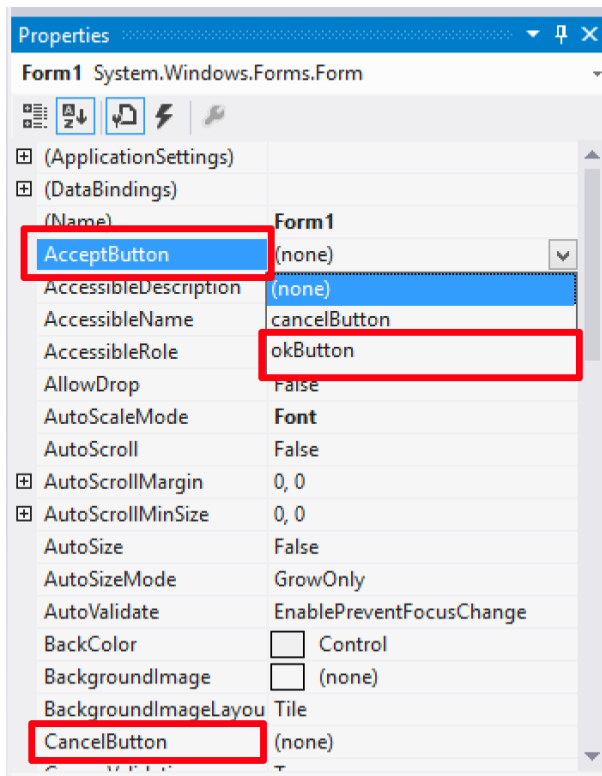 Properties
Form1 System.Windows.Forms.Form
(ApplicationSettings)
(DataBindings)
(Name) Form1
AcceptButton (none)
AccessibleDescription (none)
AccessibleName cancelButton
AccessibleRole okButton
AllowDrop False
AutoScaleMode Font
AutoScroll False
AutoScrollMargin 0, 0
AutoScrollMinSize 0, 0
AutoSize False
AutoSizeMode GrowOnly
AutoValidate EnablePreventFocusChange
BackColor Control
BackgroundImage (none)
BackgroundImageLayou Tile
CancelButton (none)